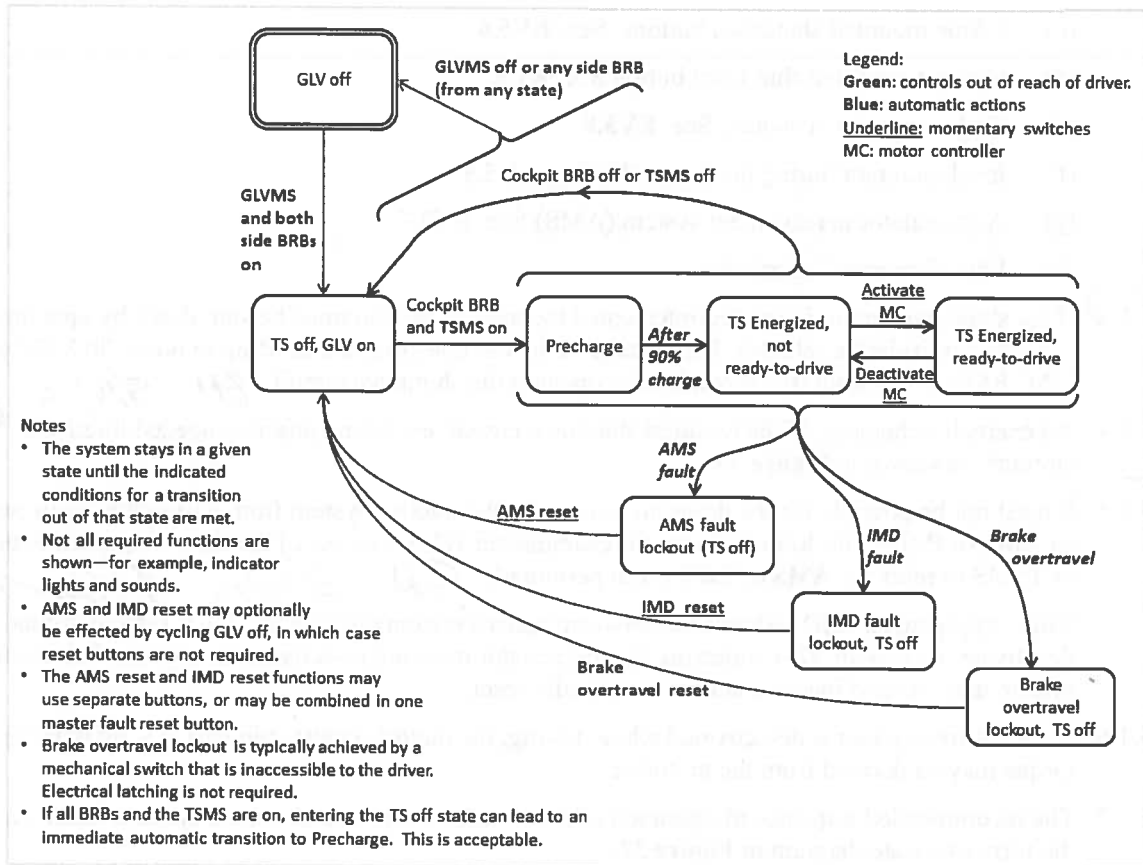 GLV off
GLVMS off or any side BRB
(from any state)
Legend:
Green: controls out of reach of driver.
Blue: automatic actions
Underline: momentary switches
MC: motor controller
GLVMS
and both
side BRBs
on
Cockpit BRB off or TSMS off
TS off, GLV on
Cockpit BRB
and TSMS on
Precharge
After
90%
charge
TS Energized,
not
ready-to-drive
Activate
MC
Deactivate
MC
TS Energized,
ready-to-drive
AMS
fault
IMD
fault
Brake
overtravel
AMS reset
AMS fault
lockout (TS off)
IMD reset
IMD fault
lockout, TS off
Brake
overtravel reset
Brake
overtravel
lockout, TS off
Notes
• The system stays in a given
state until the indicated
conditions for a transition
out of that state are met.
• Not all required functions are
shown—for example, indicator
lights and sounds.
• AMS and IMD reset may optionally
be effected by cycling GLV off, in which case
reset buttons are not required.
• The AMS reset and IMD reset functions may
use separate buttons, or may be combined in one
master fault reset button.
• Brake overtravel lockout is typically achieved by a
mechanical switch that is inaccessible to the driver.
Electrical latching is not required.
• If all BRBs and the TSMS are on, entering the TS off state can lead to an
immediate automatic transition to Precharge. This is acceptable.